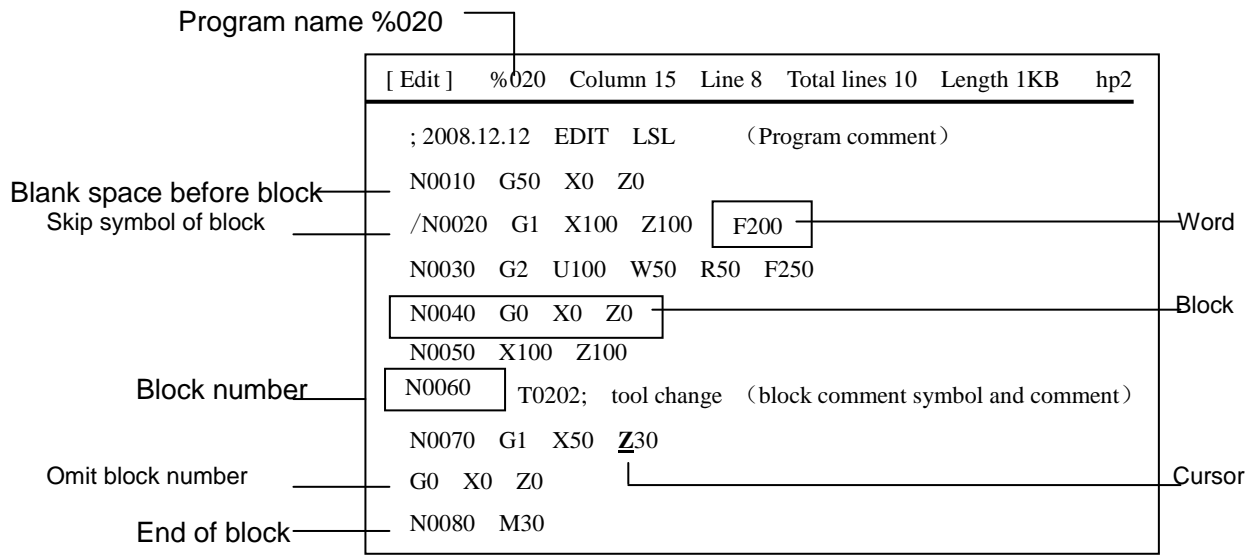 Program name %020
[ Edit ] %020 Column 15 Line 8 Total lines 10 Length 1KB hp2
; 2008.12.12 EDIT LSL （Program comment）
Blank space before block
N0010 G50 X0 Z0
Skip symbol of block
/N0020 G1 X100 Z100 F200
Word
N0030 G2 U100 W50 R50 F250
N0040 G0 X0 Z0
Block
N0050 X100 Z100
Block number
N0060 T0202; tool change （block comment symbol and comment）
N0070 G1 X50 Z30
Omit block number
G0 X0 Z0
Cursor
End of block
N0080 M30